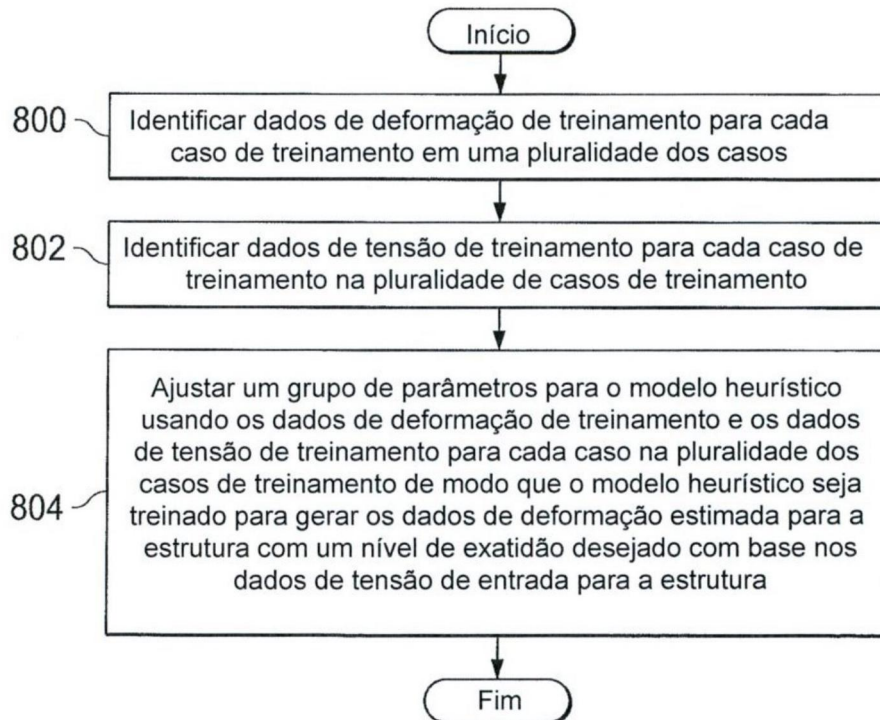 Início
800
Identificar dados de deformação de treinamento para cada
caso de treinamento em uma pluralidade dos casos
802
Identificar dados de tensão de treinamento para cada caso de
treinamento na pluralidade de casos de treinamento
804
Ajustar um grupo de parâmetros para o modelo heurístico
usando os dados de deformação de treinamento e os dados
de tensão de treinamento para cada caso na pluralidade dos
casos de treinamento de modo que o modelo heurístico seja
treinado para gerar os dados de deformação estimada para a
estrutura com um nível de exatidão desejado com base nos
dados de tensão de entrada para a estrutura
Fim